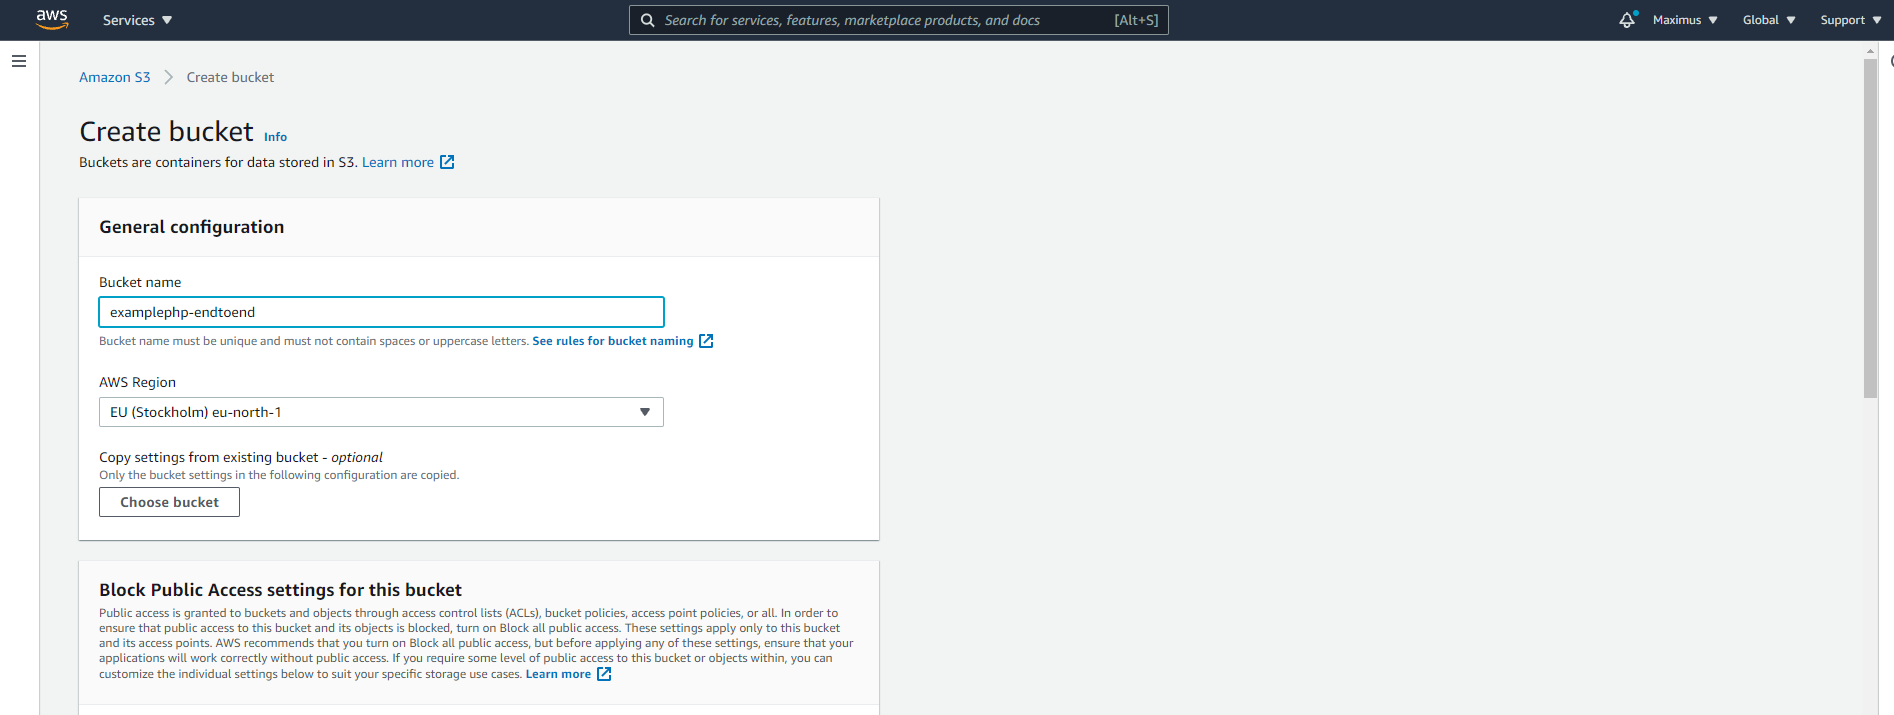 aws Services Search for services, features, marketplace products, and docs [Alt+S] Maximus Global Support
Amazon S3 Create bucket
Create bucket Info
Buckets are containers for data stored in S3. Learn more
General configuration
Bucket name
examplephp-endtoend
Bucket name must be unique and must not contain spaces or uppercase letters. See rules for bucket naming
AWS Region
EU (Stockholm) eu-north-1
Copy settings from existing bucket - optional
Only the bucket settings in the following configuration are copied.
Choose bucket
Block Public Access settings for this bucket
Public access is granted to buckets and objects through access control lists (ACLs), bucket policies, access point policies, or all. In order to
ensure that public access to this bucket and its objects is blocked, turn on Block all public access. These settings apply only to this bucket
and its access points. AWS recommends that you turn on Block all public access, but before applying any of these settings, ensure that your
applications will work correctly without public access. If you require some level of public access to this bucket or objects within, you can
customize the individual settings below to suit your specific storage use cases. Learn more